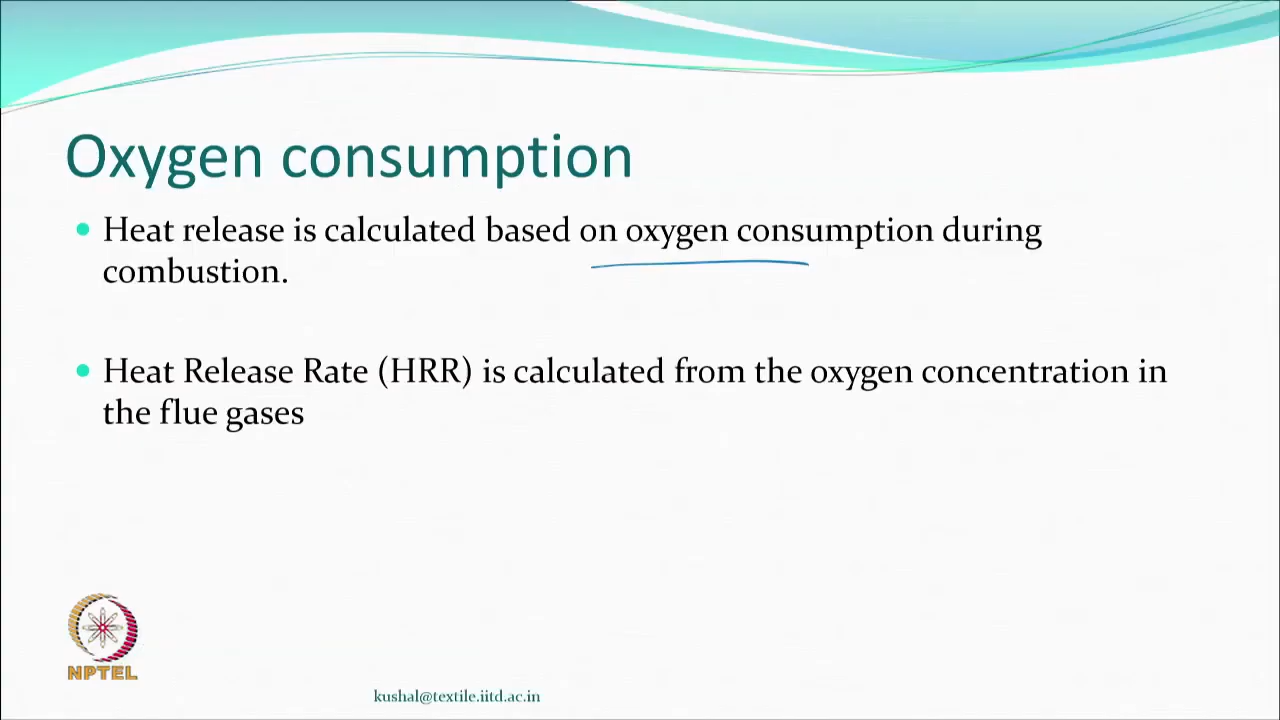 Oxygen consumption
• Heat release is calculated based on oxygen consumption during
combustion.
• Heat Release Rate (HRR) is calculated from the oxygen concentration in
the flue gases
NPTEL
kushal@textile.iitd.ac.in